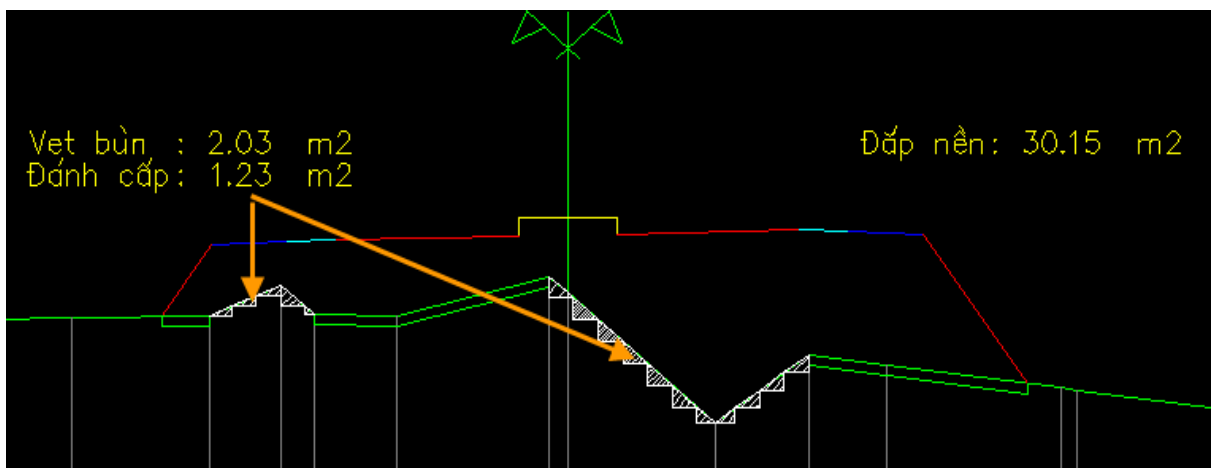 Vet bùn : 2.03 m2
Đánh cấp: 1.23 m2
Đắp nền: 30.15 m2